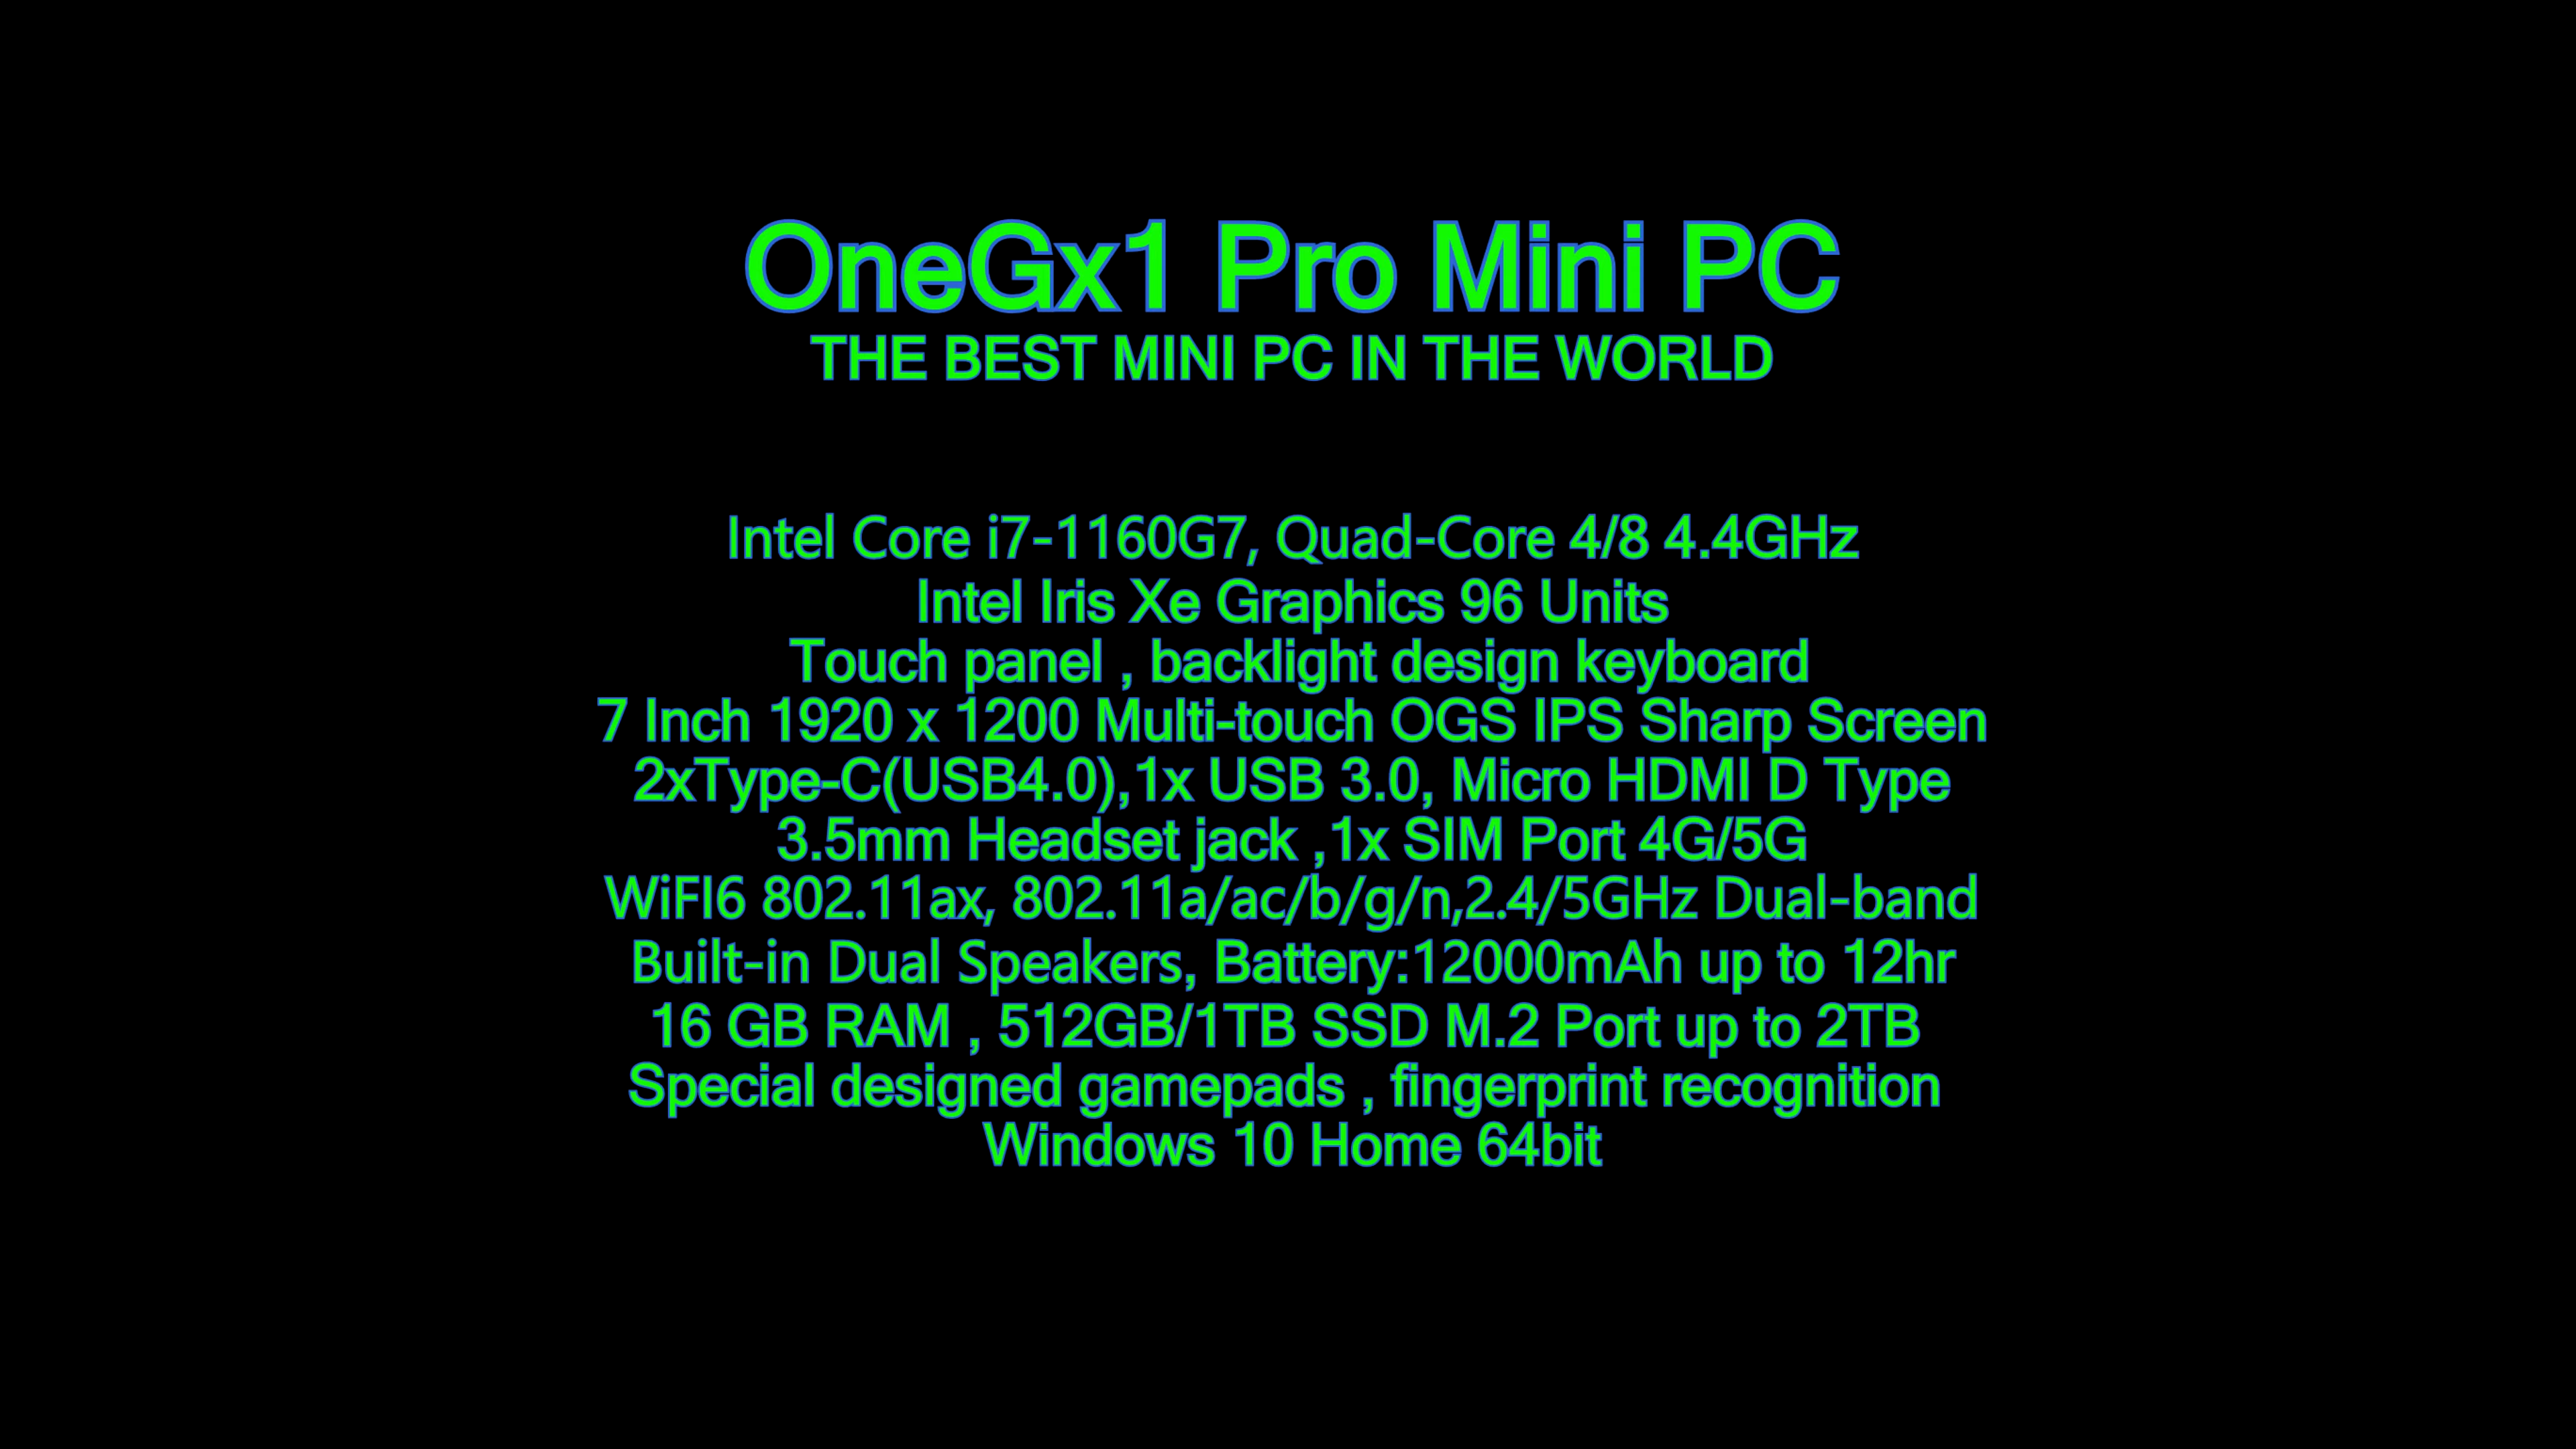 OneGx1 Pro Mini PC
THE BEST MINI PC IN THE WORLD
Intel Core i7-1160G7, Quad-Core 4/8 4.4GHz
Intel Iris Xe Graphics 96 Units
Touch panel , backlight design keyboard
7 Inch 1920 x 1200 Multi-touch OGS IPS Sharp Screen
2xType-C(USB4.0),1x USB 3.0, Micro HDMI D Type
3.5mm Headset jack ,1x SIM Port 4G/5G
WiFI6 802.11ax, 802.11a/ac/b/g/n,2.4/5GHz Dual-band
Built-in Dual Speakers, Battery:12000mAh up to 12hr
16 GB RAM , 512GB/1TB SSD M.2 Port up to 2TB
Special designed gamepads , fingerprint recognition
Windows 10 Home 64bit